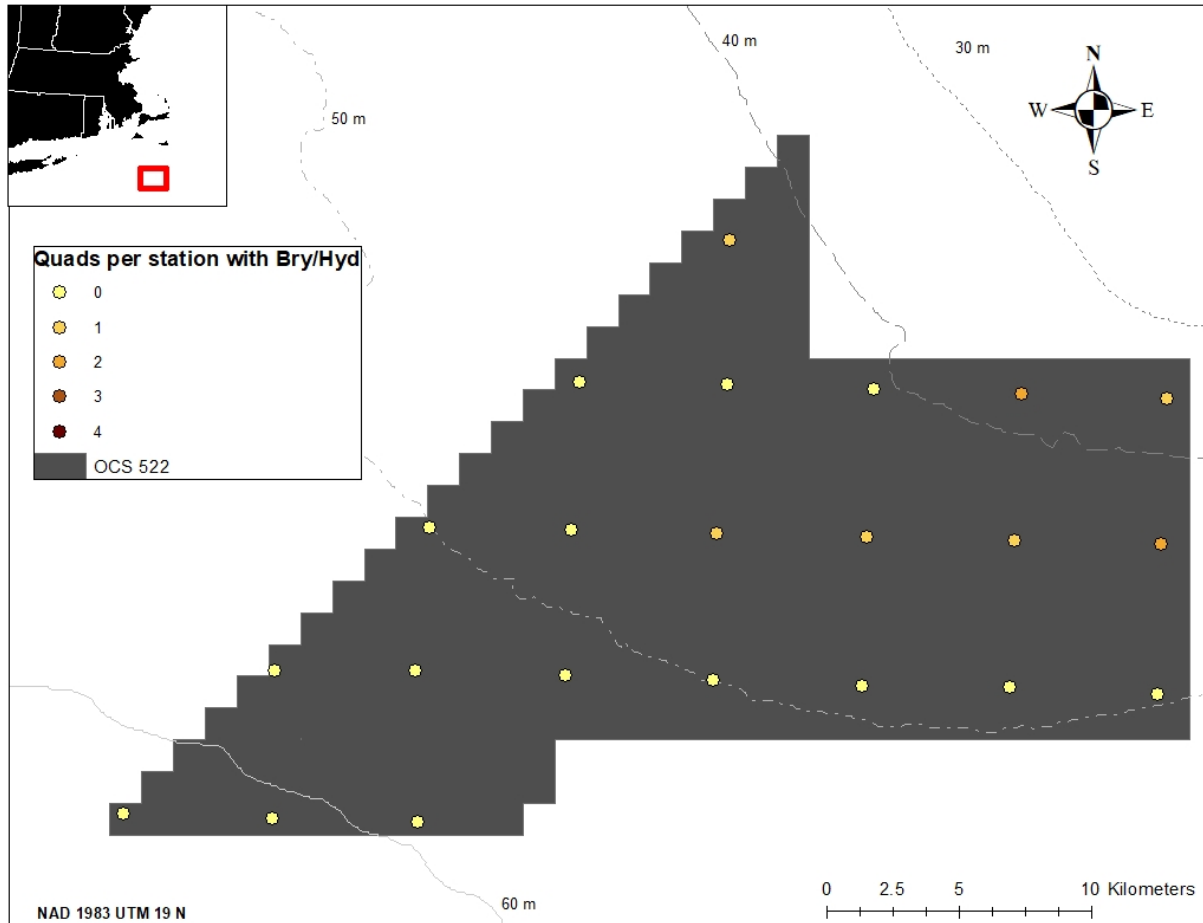 40 m
30 m
N
W E
S
50 m
Quads per station with Bry/Hyd
0
1
2
3
4
OCS 522
60 m
0 2.5 5 10 Kilometers
NAD 1983 UTM 19 N